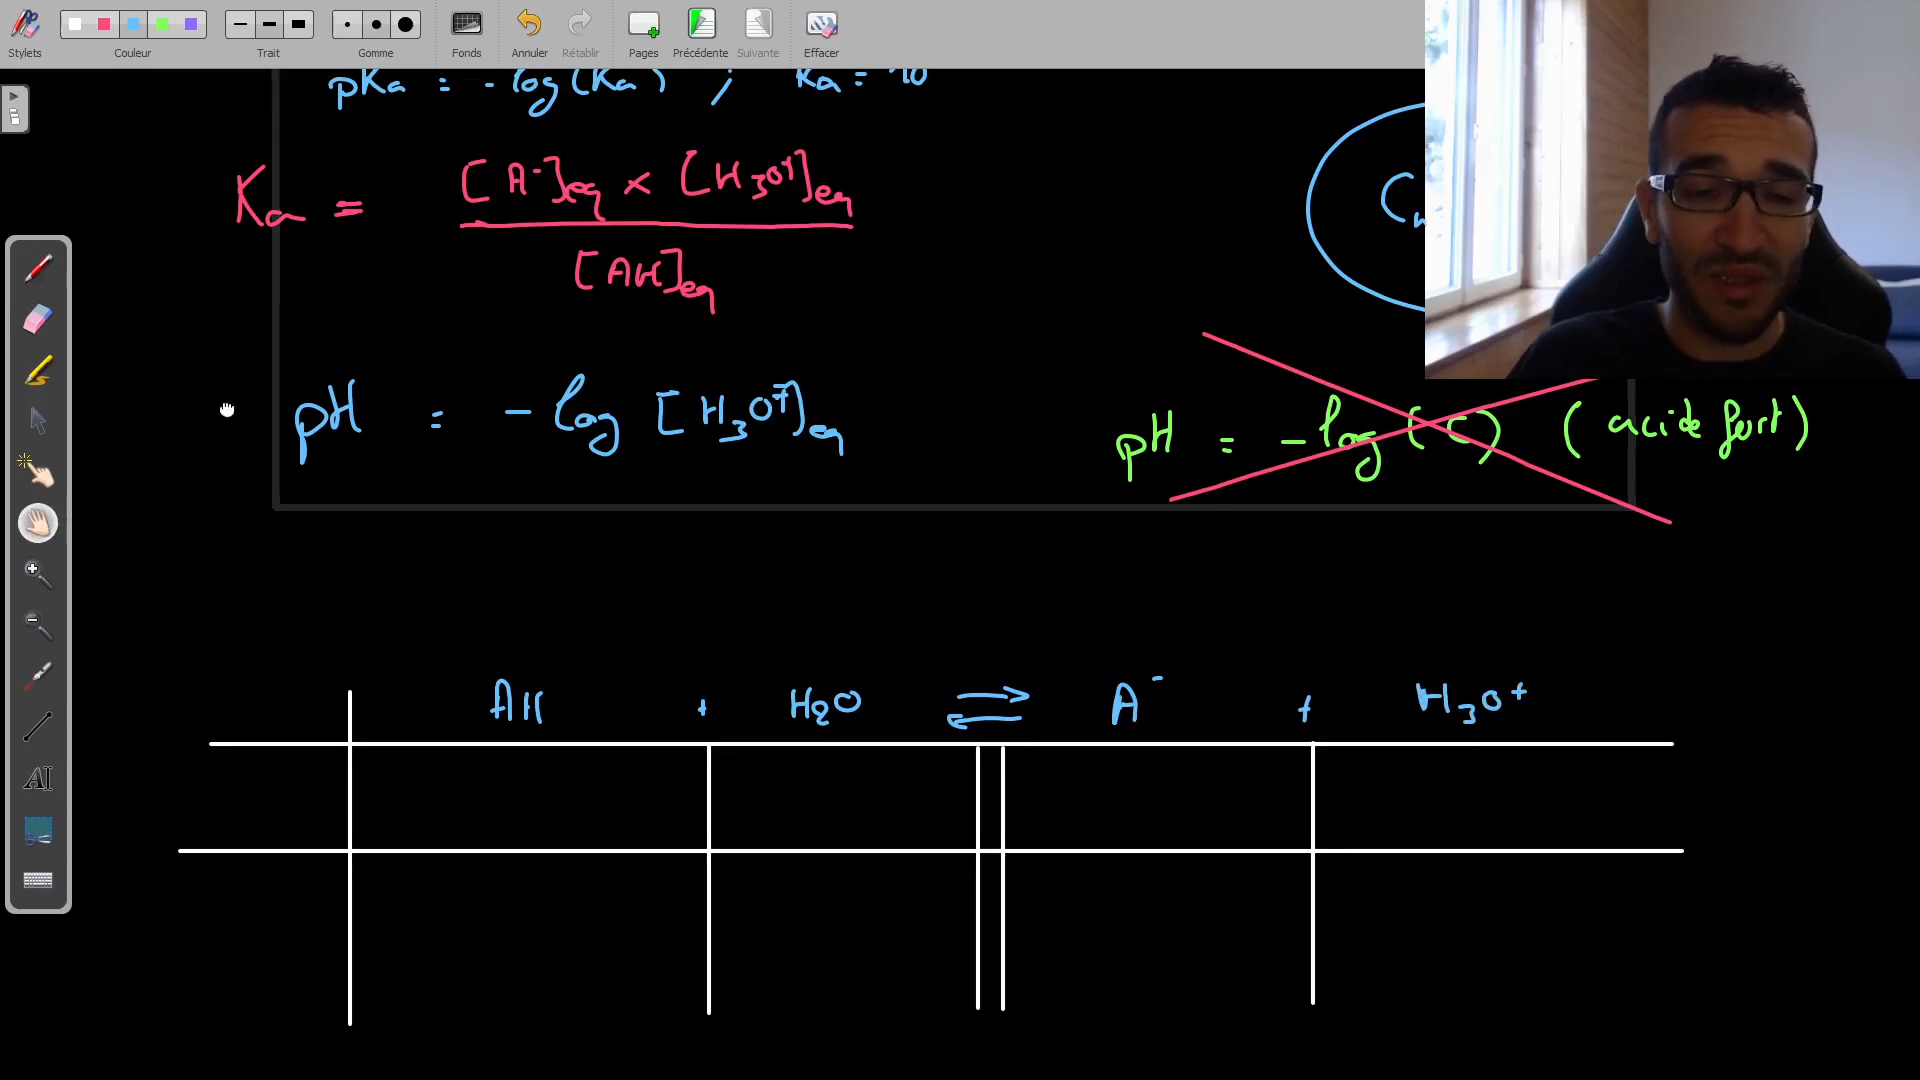 Stylets Couleur Trait Gomme Fonds Annuler Rétablir Pages Précédente Suivante Effacer
pKa = -log(Ka) ; Ka = 10
Ka = [A-]eq × [H3O+]eq
[AH]eq
pH = -log [H3O+]eq
pH = -log (C) (acide fort)
AH + H2O ⇌ A- + H3O+
AI